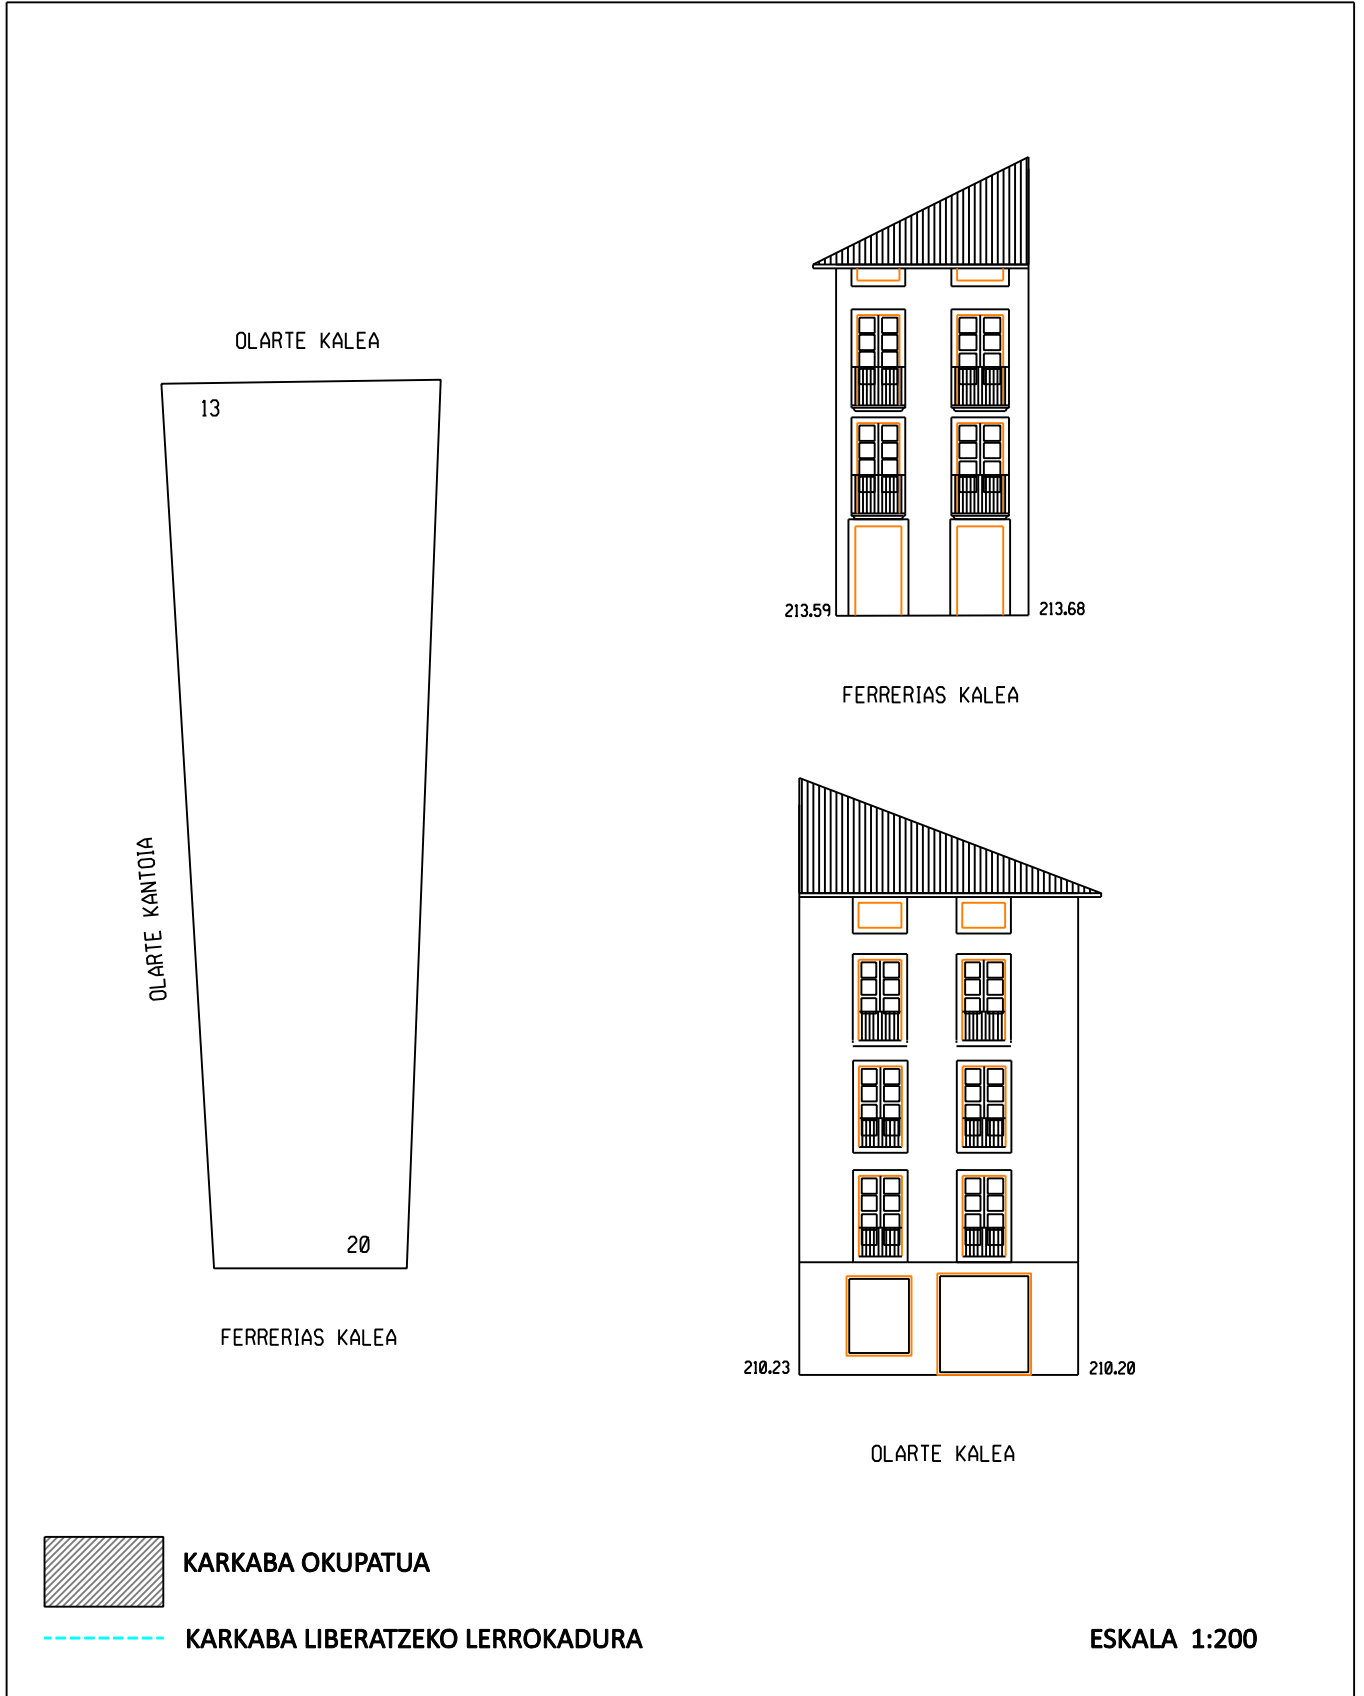 OLARTE KALEA
13
OLARTE KANTOIA
20
FERRERIAS KALEA
213.59
213.68
FERRERIAS KALEA
210.23
210.20
OLARTE KALEA
KARKABA OKUPATUA
KARKABA LIBERATZEKO LERROKADURA
ESKALA 1:200